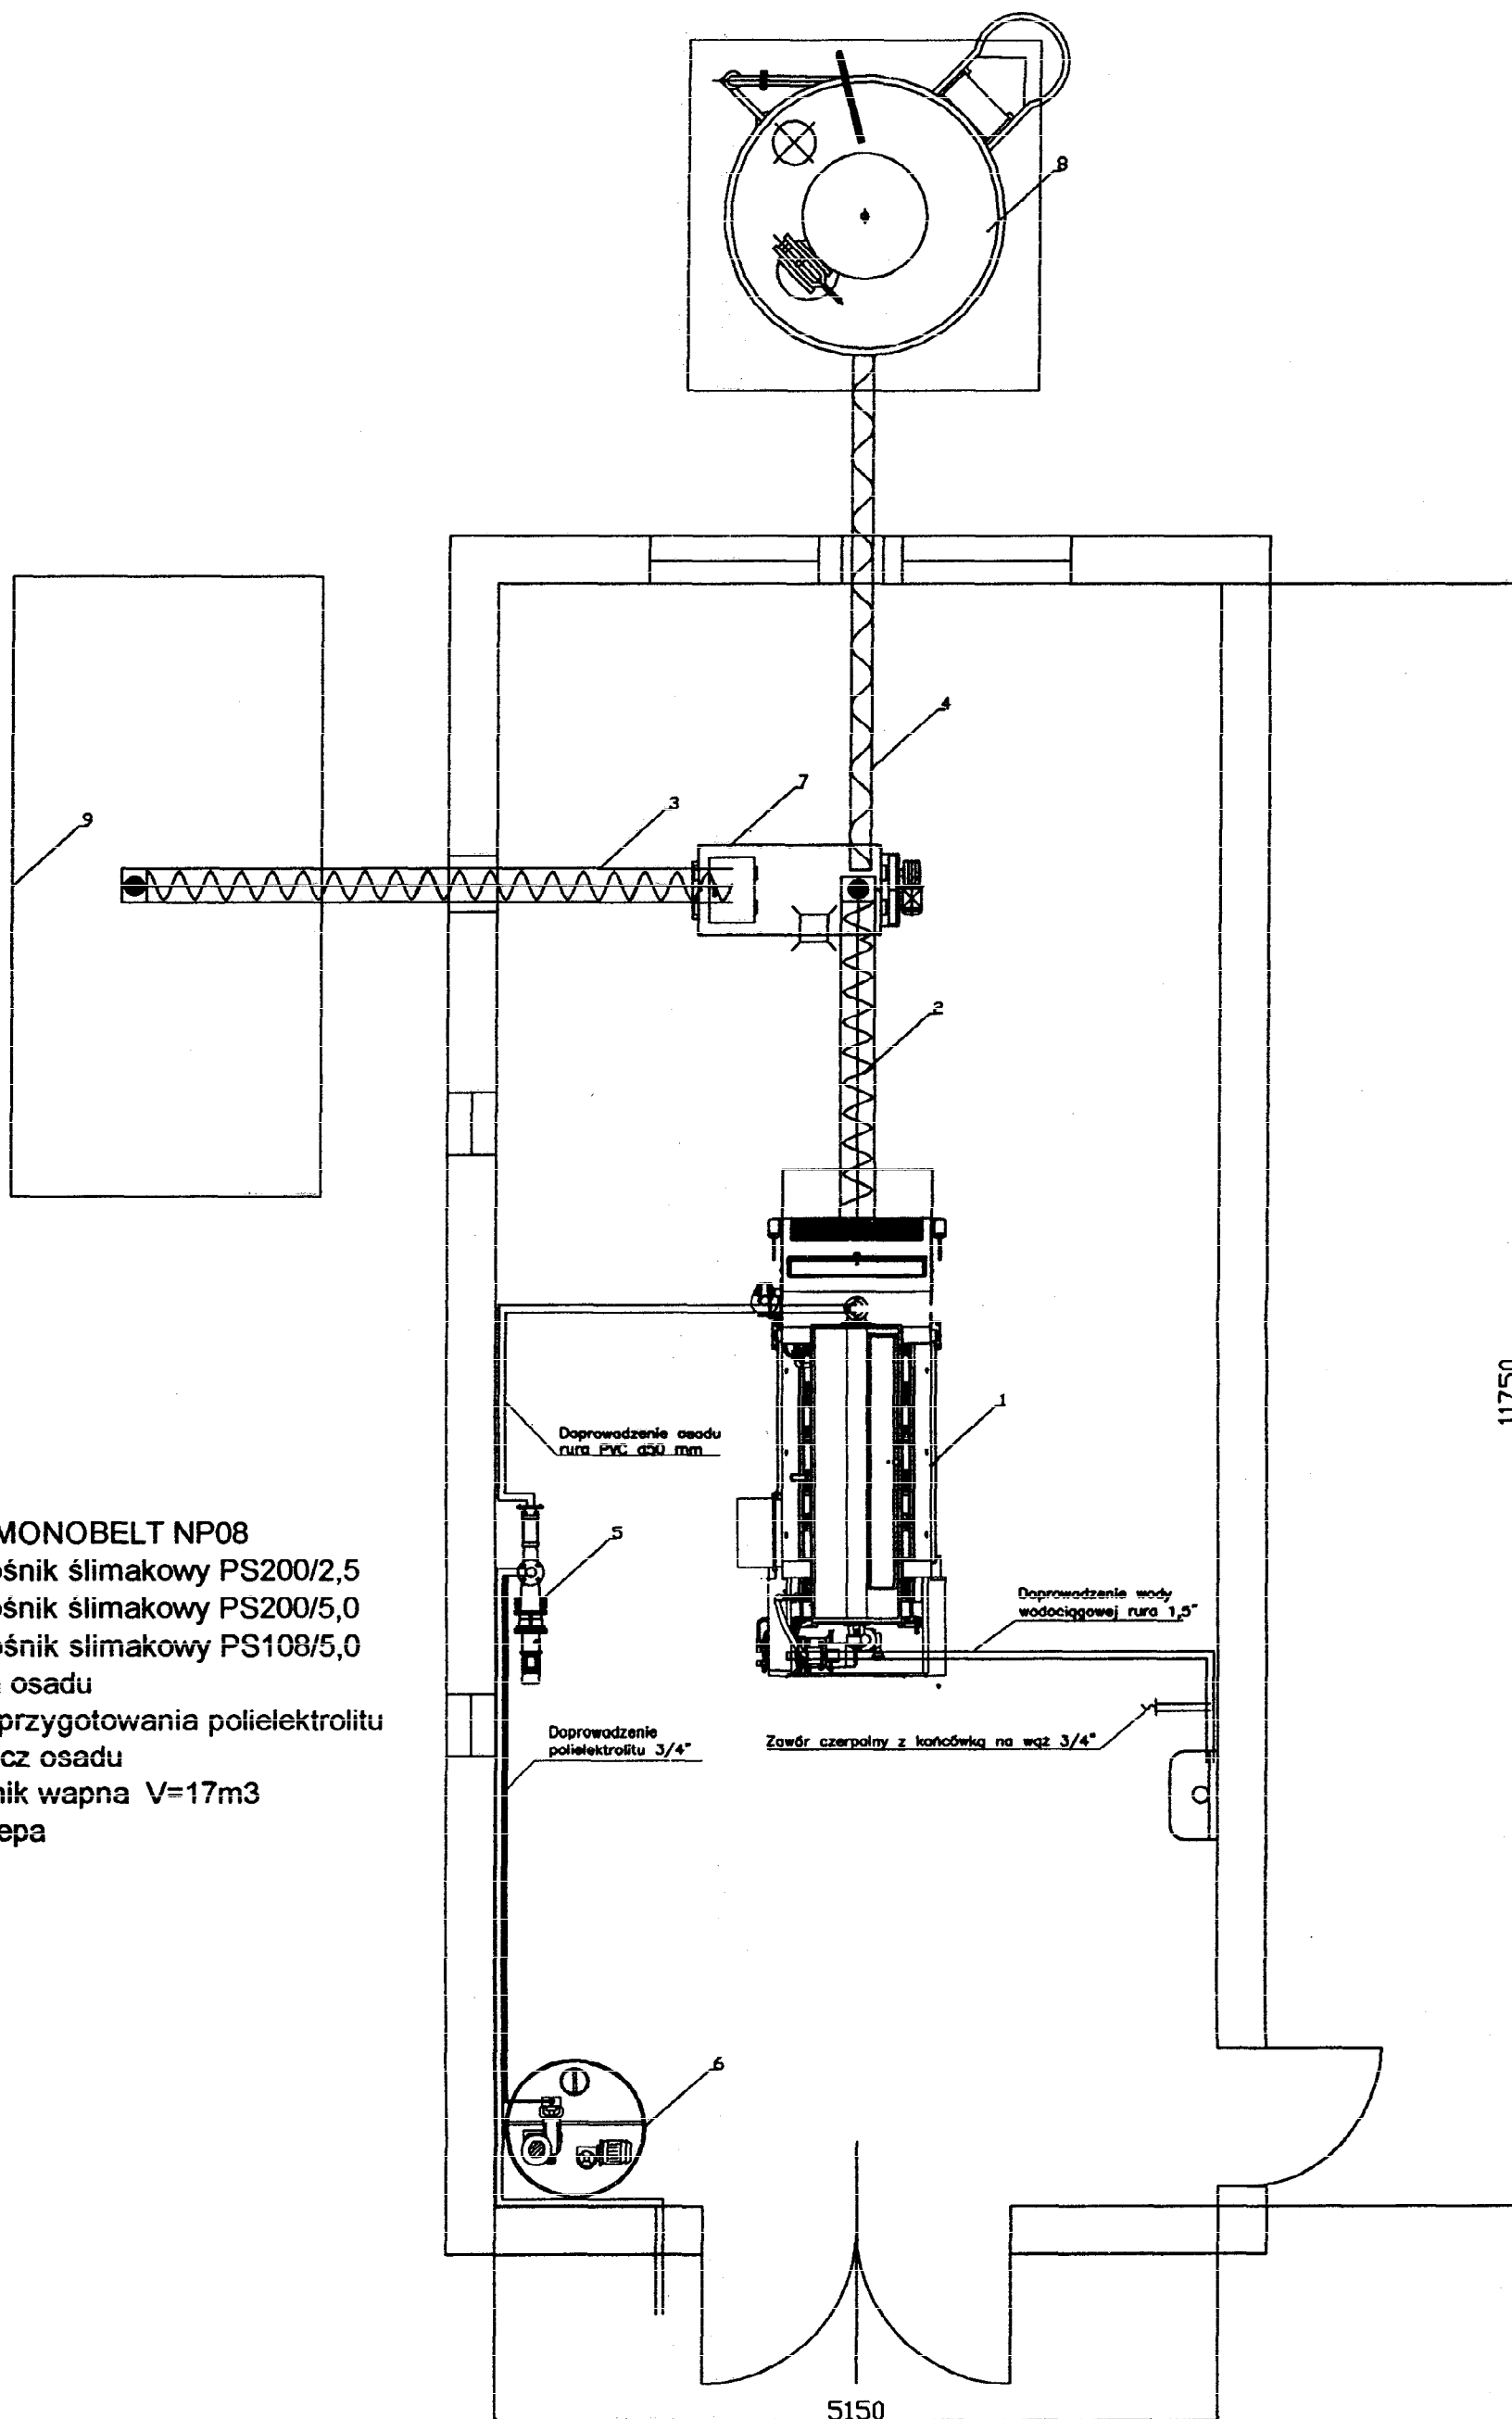 8
4
7
3
9
2
1
Doprowadzenie osadu
rura PVC d50 mm
5
MONOBELT NP08
ośnik ślimakowy PS200/2,5
ośnik ślimakowy PS200/5,0
ośnik slimakowy PS108/5,0
osadu
przygotowania polielektrolitu
cz osadu
nik wapna V=17m3
epa
Doprowadzenie wody
wodociągowej rura 1,5"
Doprowadzenie
polielektrolitu 3/4"
Zawór czerpalny z końcówką na wąż 3/4"
6
11750
5150